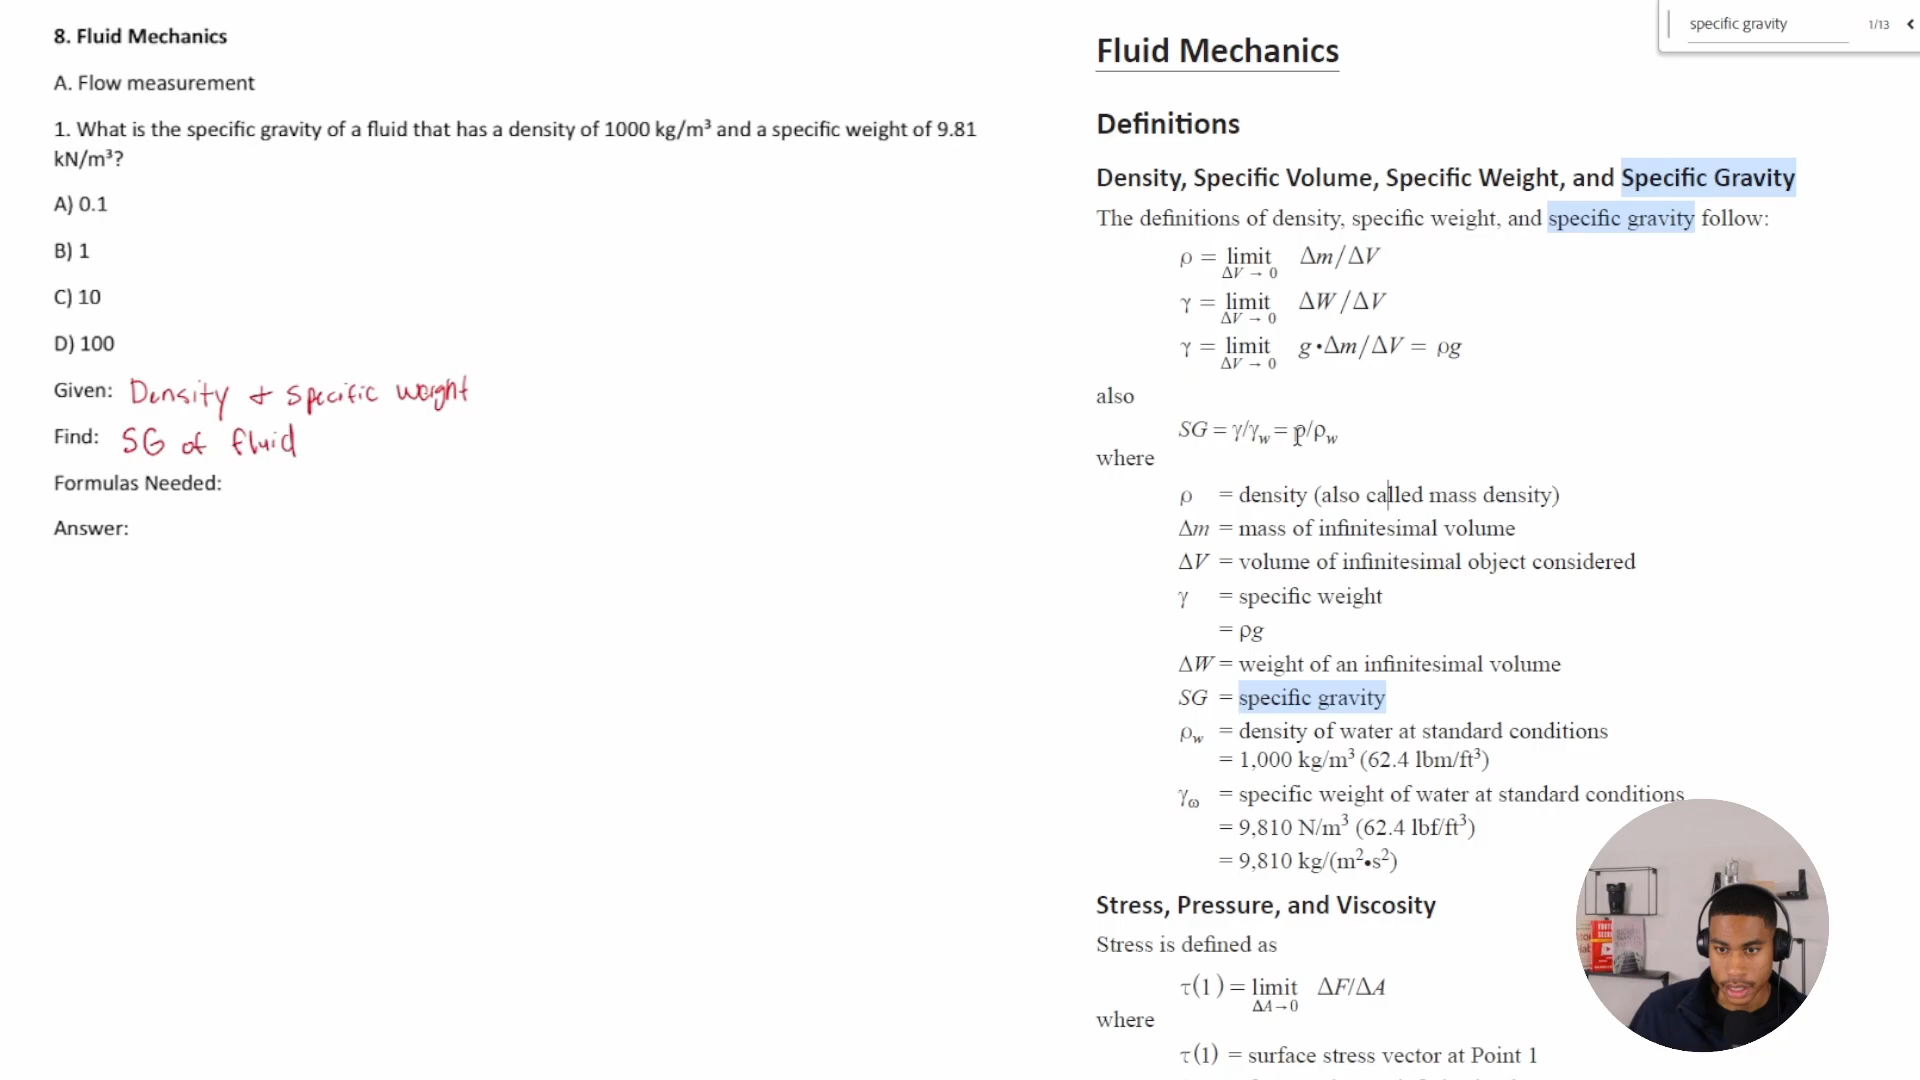 8. Fluid Mechanics
A. Flow measurement
1. What is the specific gravity of a fluid that has a density of 1000 kg/m³ and a specific weight of 9.81
kN/m³?
A) 0.1
B) 1
C) 10
D) 100
Given: Density + Specific weight
Find: SG of fluid
Formulas Needed:
Answer:
specific gravity 1/13
Fluid Mechanics
Definitions
Density, Specific Volume, Specific Weight, and Specific Gravity
The definitions of density, specific weight, and specific gravity follow:
ρ = limit Δm/ΔV
ΔV → 0
γ = limit ΔW/ΔV
ΔV → 0
γ = limit g•Δm/ΔV = ρg
ΔV → 0
also
SG = γ/γw = ρ/ρw
where
ρ = density (also called mass density)
Δm = mass of infinitesimal volume
ΔV = volume of infinitesimal object considered
γ = specific weight
= ρg
ΔW = weight of an infinitesimal volume
SG = specific gravity
ρw = density of water at standard conditions
= 1,000 kg/m³ (62.4 lbm/ft³)
γω = specific weight of water at standard conditions
= 9,810 N/m³ (62.4 lbf/ft³)
= 9,810 kg/(m²•s²)
Stress, Pressure, and Viscosity
Stress is defined as
τ(1) = limit ΔF/ΔA
ΔA→0
where
τ(1) = surface stress vector at Point 1